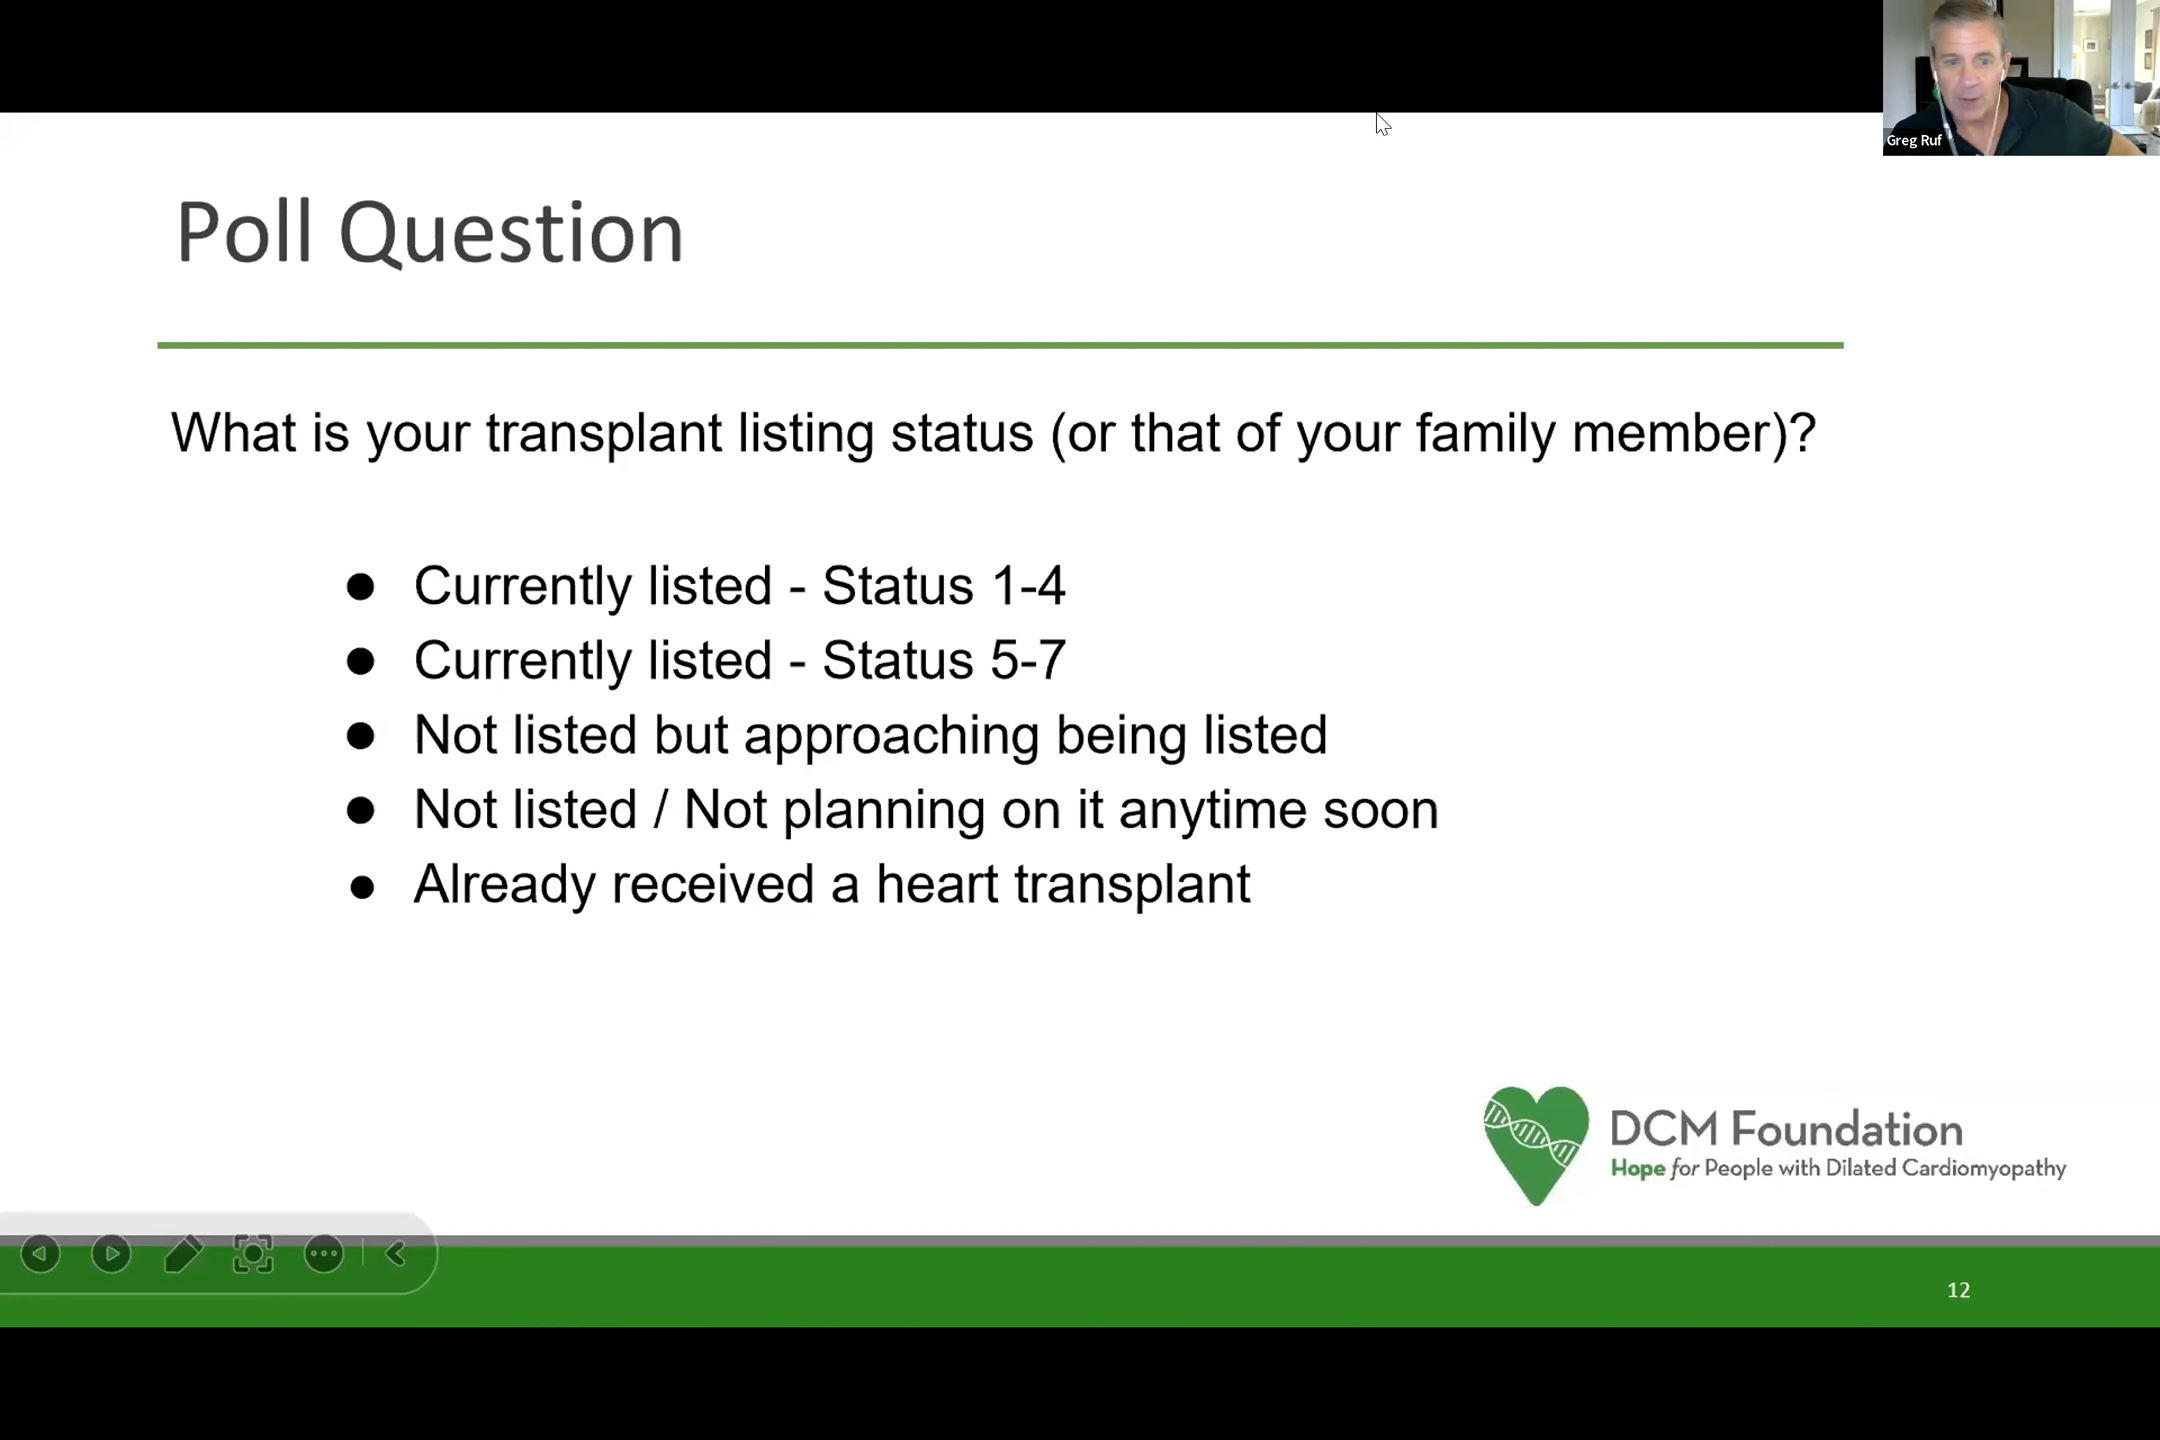 Greg Ruf
Poll Question
What is your transplant listing status (or that of your family member)?
● Currently listed - Status 1-4
● Currently listed - Status 5-7
● Not listed but approaching being listed
● Not listed / Not planning on it anytime soon
● Already received a heart transplant
DCM Foundation
Hope for People with Dilated Cardiomyopathy
12